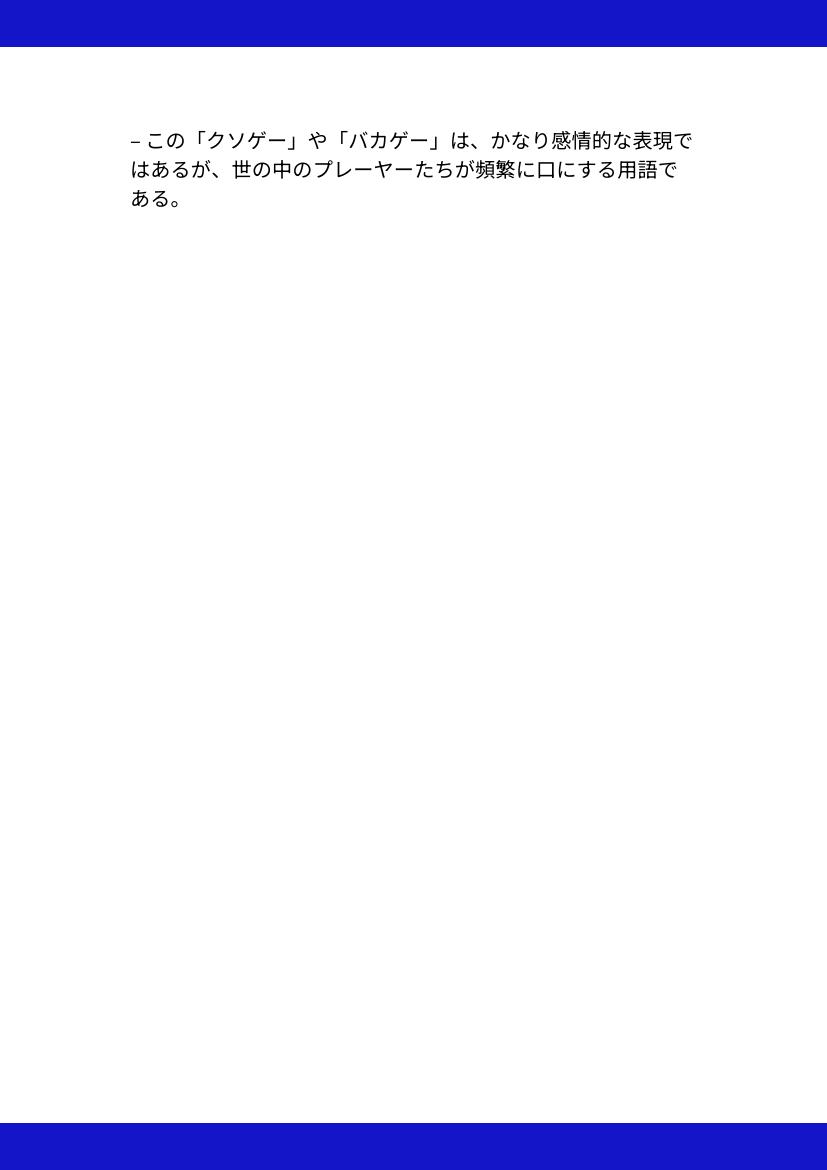 – この「クソゲー」や「バカゲー」は、かなり感情的な表現で
はあるが、世の中のプレーヤーたちが頻繁に口にする用語で
ある。